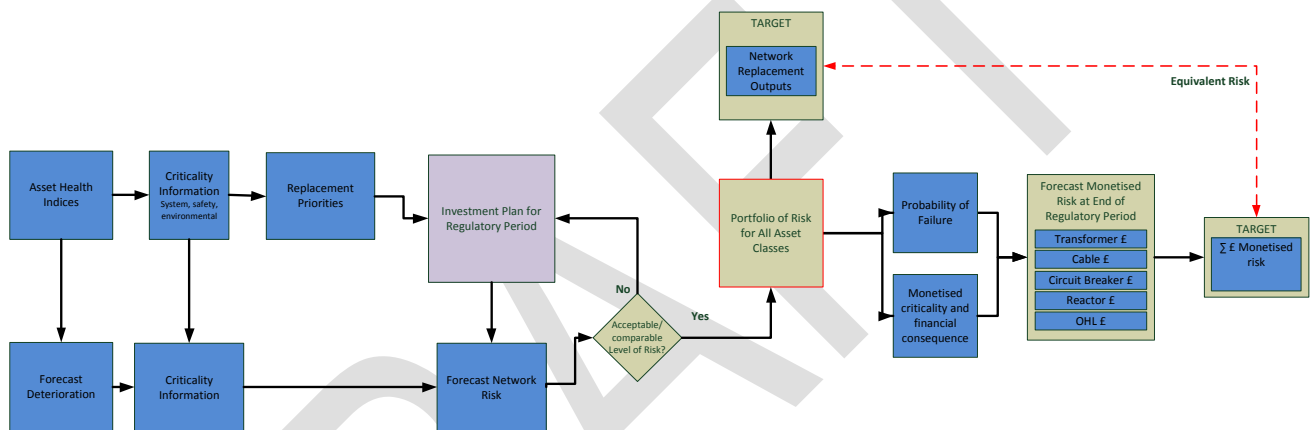 TARGET
Network
Replacement
Outputs
Equivalent Risk
Asset Health
Indices
Criticality
Information
System, safety,
environmental
Replacement
Priorities
Investment Plan for
Regulatory Period
Portfolio of Risk
for All Asset
Classes
Probability of
Failure
Forecast Monetised
Risk at End of
Regulatory Period
Transformer £
Cable £
Circuit Breaker £
Reactor £
OHL £
TARGET
∑ £ Monetised
risk
No
Yes
Acceptable/
comparable
Level of Risk?
Monetised
criticality and
financial
consequence
Forecast
Deterioration
Criticality
Information
Forecast Network
Risk